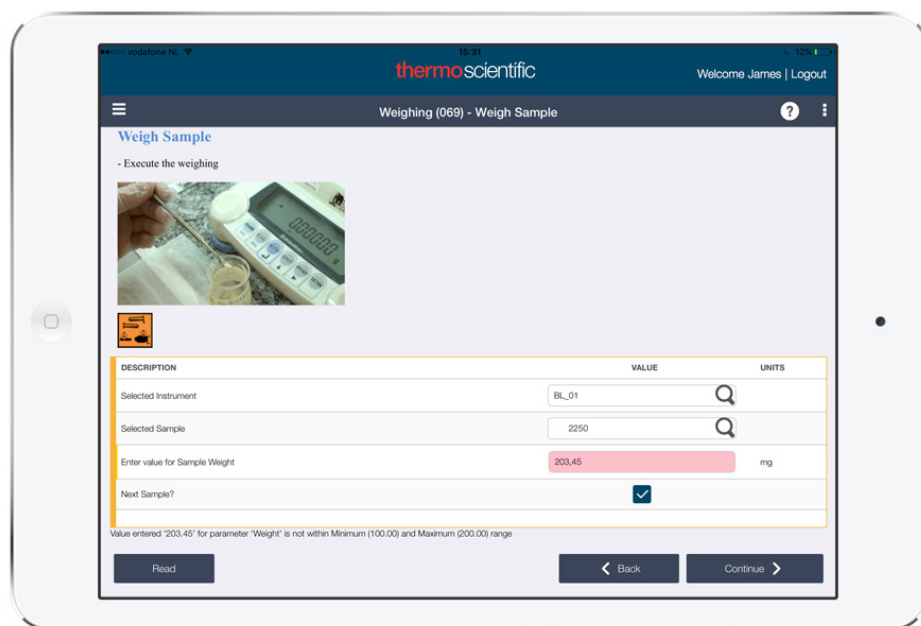 vodafone NL 15:31 12%
thermoscientific
Welcome James | Logout
Weighing (069) - Weigh Sample ?
Weigh Sample
- Execute the weighing
0.00000
g
DESCRIPTION VALUE UNITS
Selected Instrument BL_01
Selected Sample 2250
Enter value for Sample Weight 203,45 mg
Next Sample?
Value entered '203.45' for parameter 'Weight' is not within Minimum (100.00) and Maximum (200.00) range
Read Back Continue